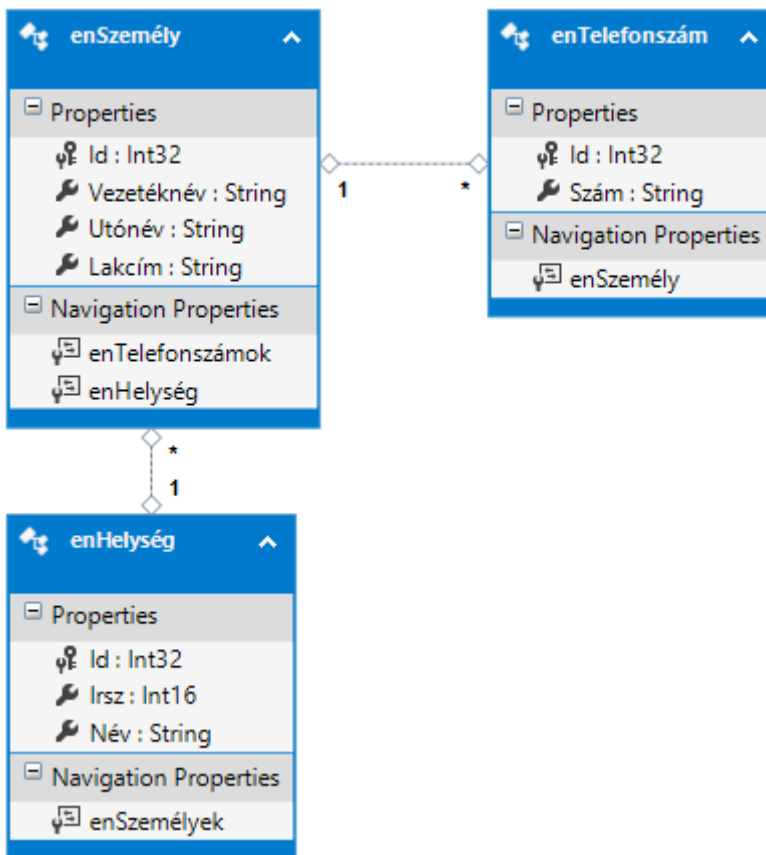 enSzemély
Properties
Id : Int32
Vezetéknév : String
Utónév : String
Lakcím : String
Navigation Properties
enTelefonszámok
enHelység
1
*
enTelefonszám
Properties
Id : Int32
Szám : String
Navigation Properties
enSzemély
*
1
enHelység
Properties
Id : Int32
Irsz : Int16
Név : String
Navigation Properties
enSzemélyek